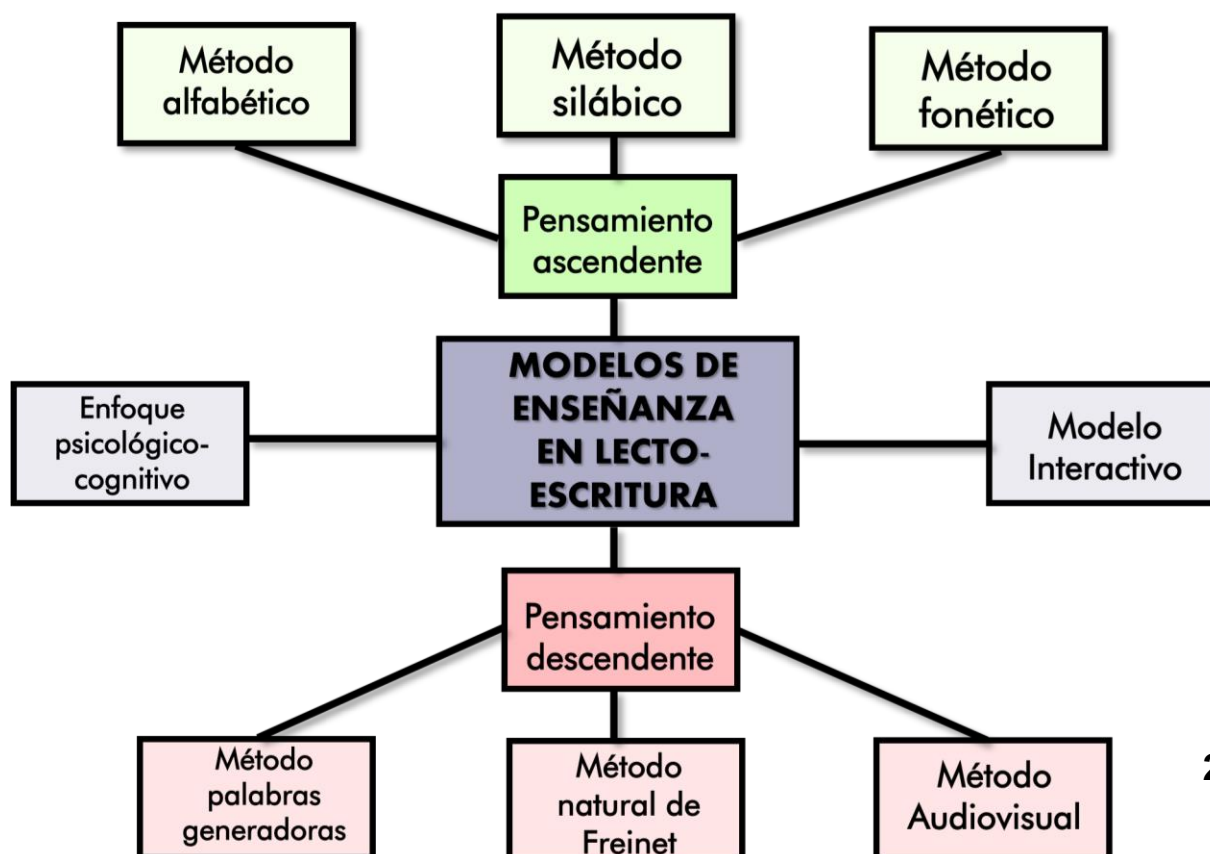 Método
alfabético
Método
silábico
Método
fonético
Pensamiento
ascendente
MODELOS DE
ENSEÑANZA
EN LECTO-
ESCRITURA
Enfoque
psicológico-
cognitivo
Modelo
Interactivo
Pensamiento
descendente
Método
palabras
generadoras
Método
natural de
Freinet
Método
Audiovisual
2